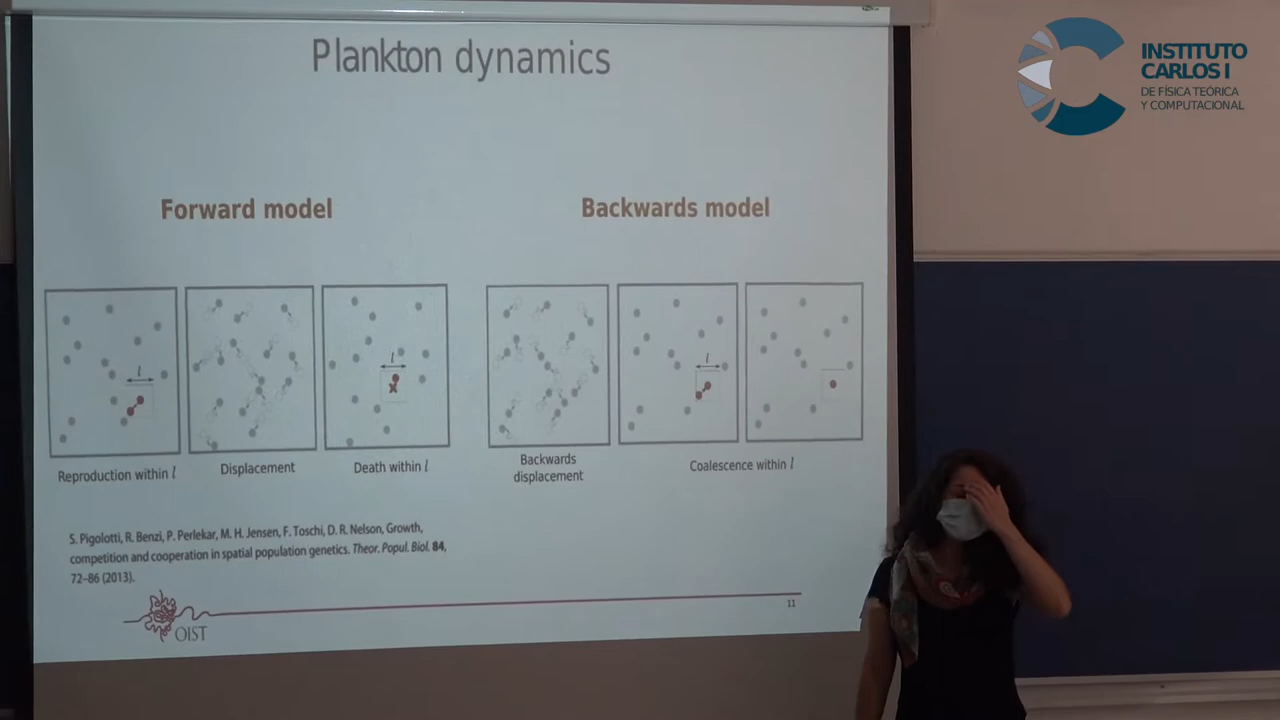 Plankton dynamics
INSTITUTO
CARLOS I
DE FÍSICA TEÓRICA
Y COMPUTACIONAL
Forward model
Backwards model
l
l
l
Reproduction within l
Displacement
Death within l
Backwards
displacement
Coalescence within l
S. Pigolotti, R. Benzi, P. Perlekar, M. H. Jensen, F. Toschi, D. R. Nelson, Growth,
competition and cooperation in spatial population genetics. Theor. Popul. Biol. 84,
72–86 (2013).
OIST
11